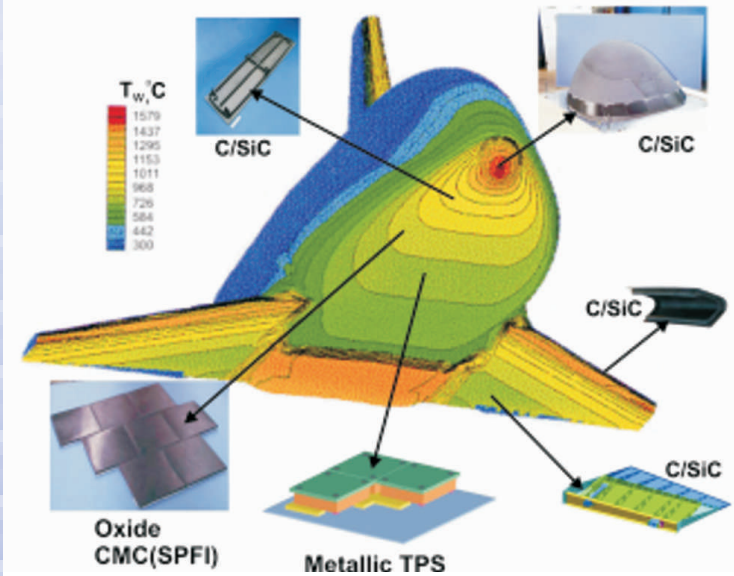 T_W,°C
1579
1437
1295
1153
1011
968
726
584
442
300
C/SiC
C/SiC
C/SiC
C/SiC
Oxide
CMC(SPFI)
Metallic TPS